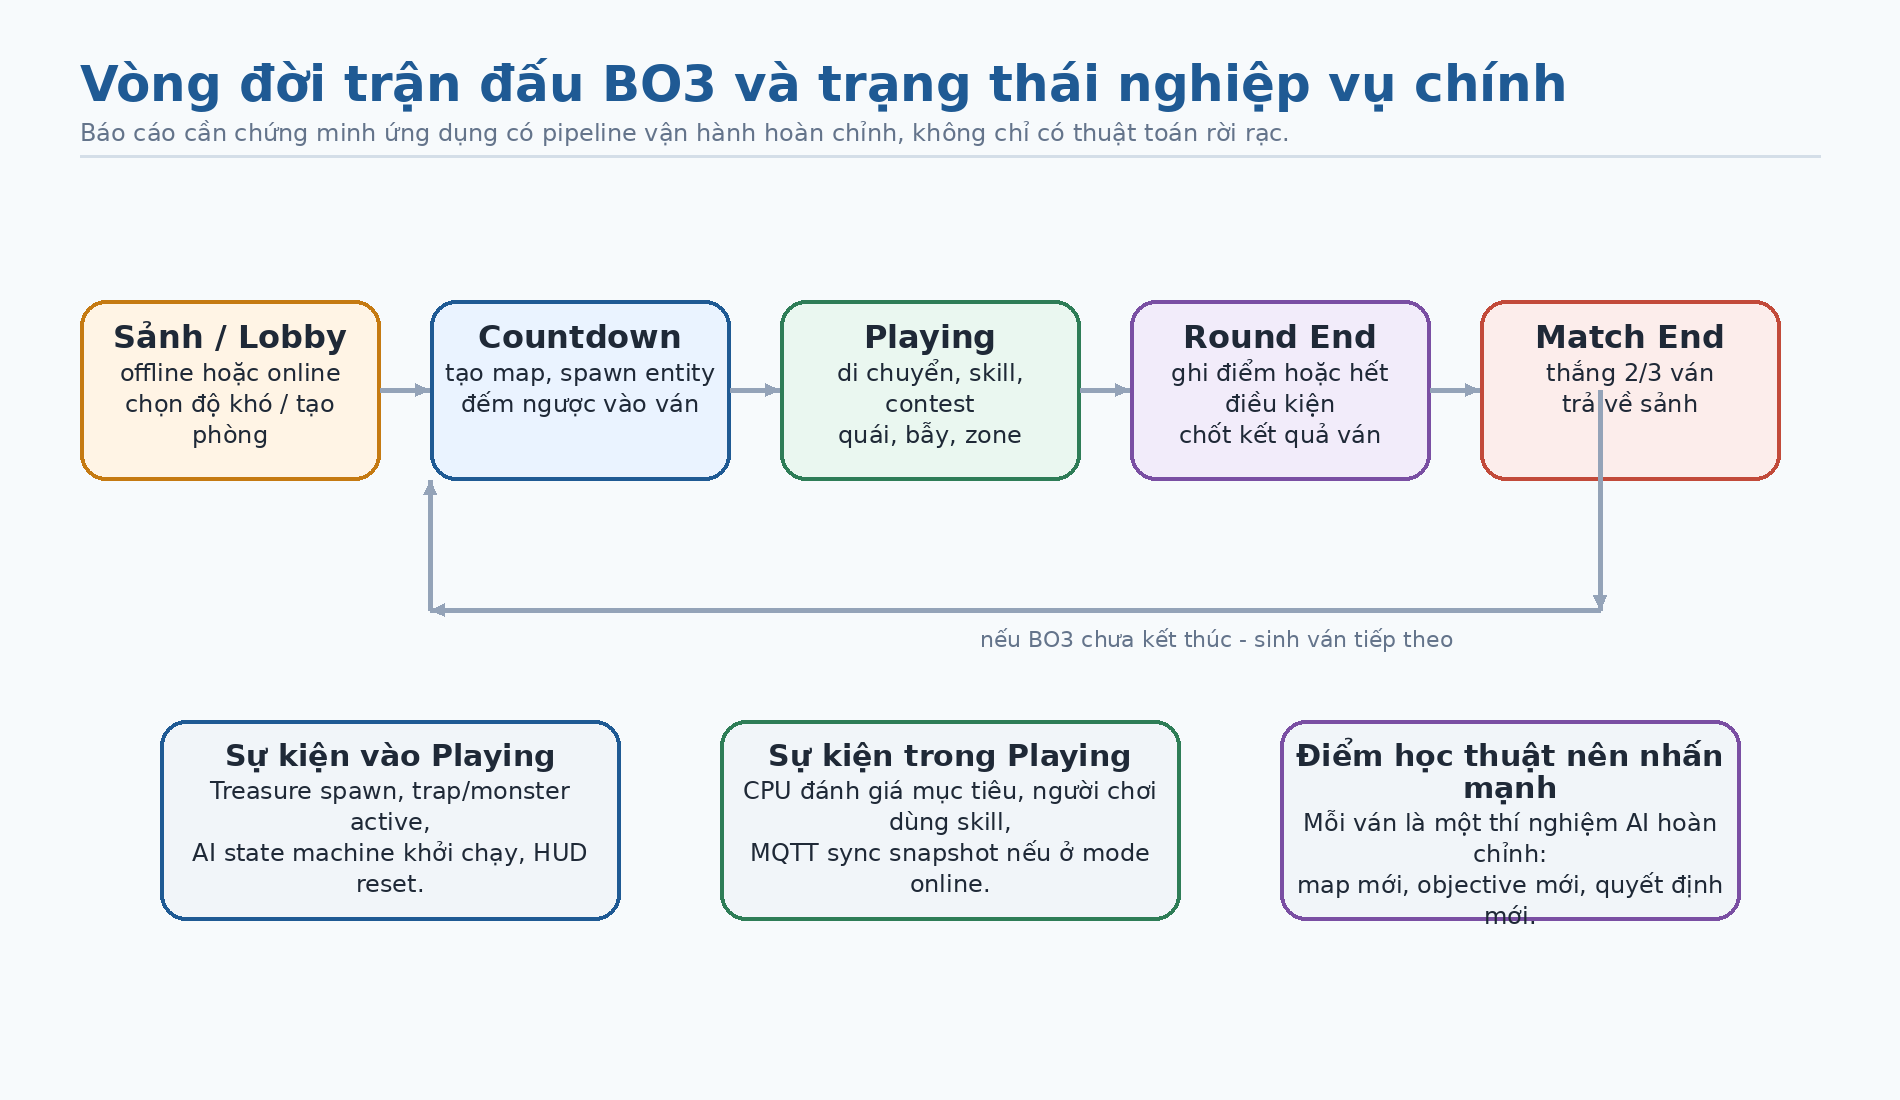 Vòng đời trận đấu BO3 và trạng thái nghiệp vụ chính
Báo cáo cần chứng minh ứng dụng có pipeline vận hành hoàn chỉnh, không chỉ có thuật toán rời rạc.
Sảnh / Lobby
offline hoặc online
chọn độ khó / tạo
phòng
Countdown
tạo map, spawn entity
đếm ngược vào ván
Playing
di chuyển, skill,
contest
quái, bẫy, zone
Round End
ghi điểm hoặc hết
điều kiện
chốt kết quả ván
Match End
thắng 2/3 ván
trả về sảnh
nếu BO3 chưa kết thúc - sinh ván tiếp theo
Sự kiện vào Playing
Treasure spawn, trap/monster
active,
AI state machine khởi chạy, HUD
reset.
Sự kiện trong Playing
CPU đánh giá mục tiêu, người chơi
dùng skill,
MQTT sync snapshot nếu ở mode
online.
Điểm học thuật nên nhấn
mạnh
Mỗi ván là một thí nghiệm AI hoàn
chỉnh:
map mới, objective mới, quyết định
mới.